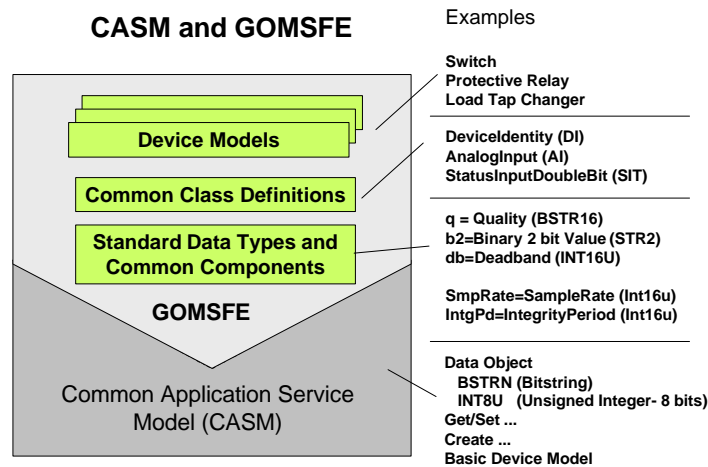 CASM and GOMSFE
Device Models
Common Class Definitions
Standard Data Types and
Common Components
GOMSFE
Common Application Service
Model (CASM)
Examples
Switch
Protective Relay
Load Tap Changer
DeviceIdentity (DI)
AnalogInput (AI)
StatusInputDoubleBit (SIT)
q = Quality (BSTR16)
b2=Binary 2 bit Value (STR2)
db=Deadband (INT16U)
SmpRate=SampleRate (Int16u)
IntgPd=IntegrityPeriod (Int16u)
Data Object
BSTRN (Bitstring)
INT8U (Unsigned Integer- 8 bits)
Get/Set ...
Create ...
Basic Device Model